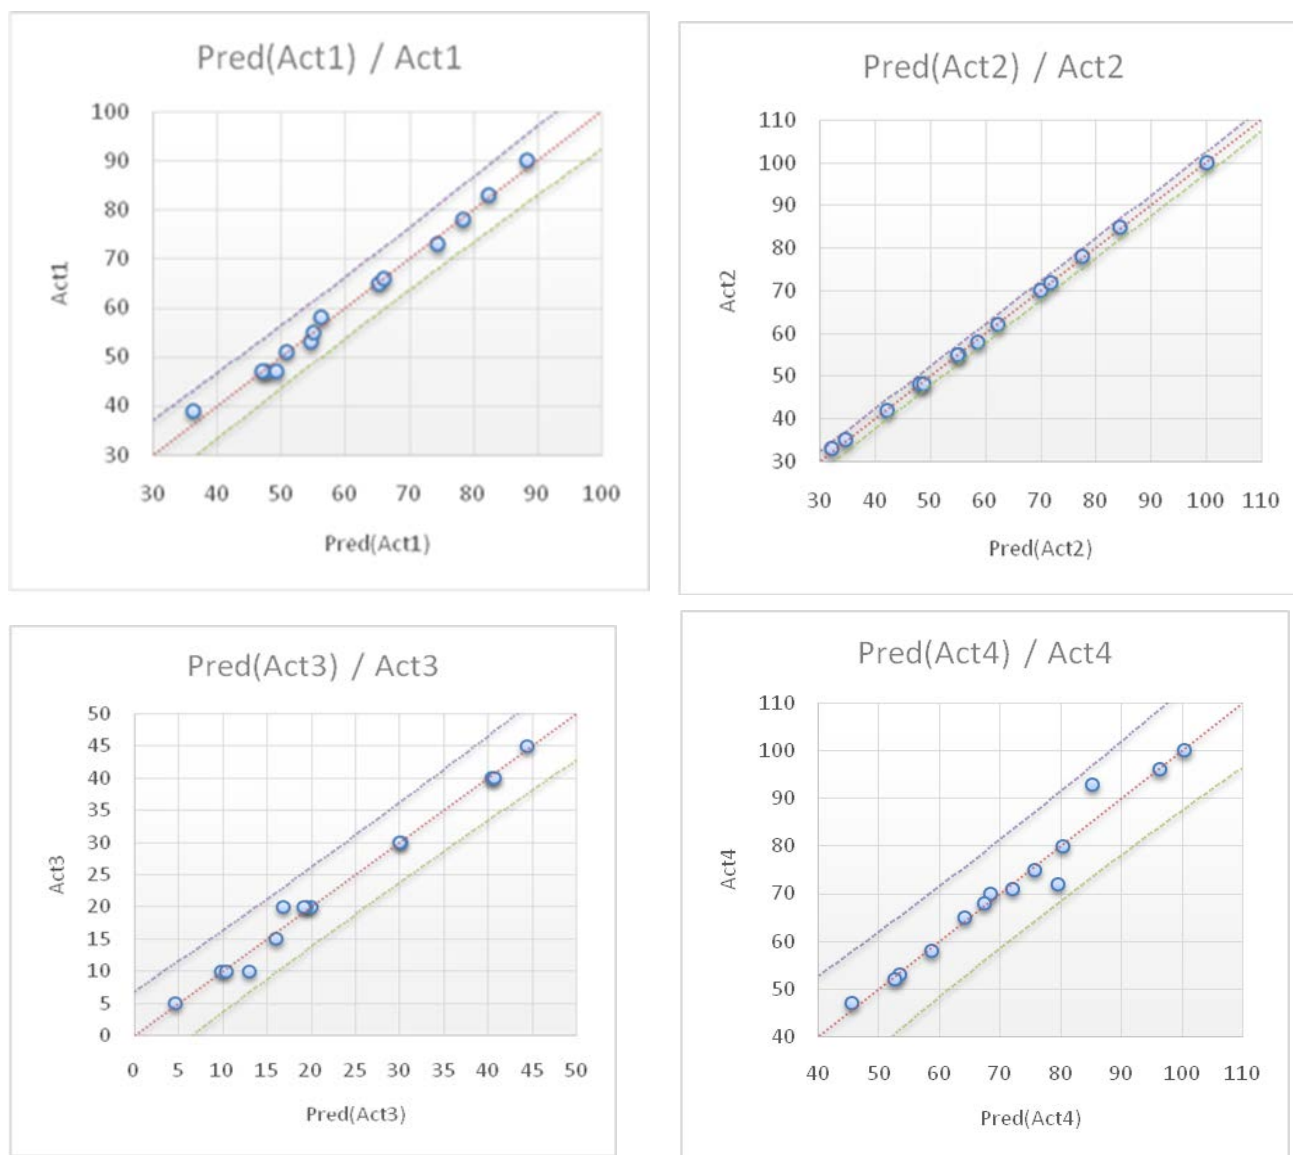 Pred(Act1) / Act1
100
90
80
70
60
50
40
30
Act1
30 40 50 60 70 80 90 100
Pred(Act1)
Pred(Act2) / Act2
110
100
90
80
70
60
50
40
30
Act2
30 40 50 60 70 80 90 100 110
Pred(Act2)
Pred(Act3) / Act3
50
45
40
35
30
25
20
15
10
5
0
Act3
0 5 10 15 20 25 30 35 40 45 50
Pred(Act3)
Pred(Act4) / Act4
110
100
90
80
70
60
50
40
Act4
40 50 60 70 80 90 100 110
Pred(Act4)